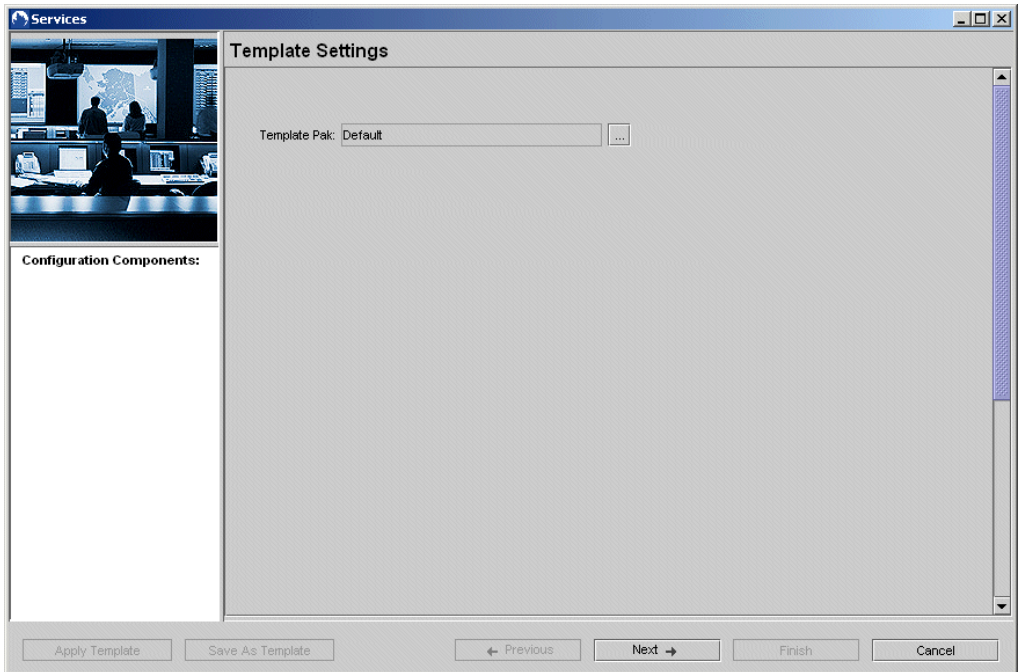 Services
Template Settings
Template Pak: Default ...
Configuration Components:
Apply Template Save As Template Previous Next Finish Cancel